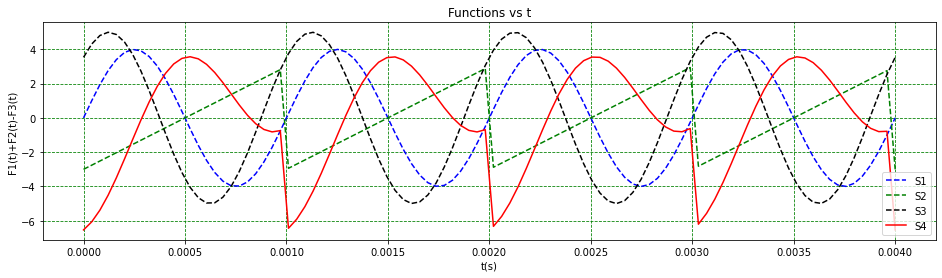 Functions vs t
F1(t)+F2(t)-F3(t)
4
2
0
−2
−4
−6
0.0000 0.0005 0.0010 0.0015 0.0020 0.0025 0.0030 0.0035 0.0040
t(s)
S1
S2
S3
S4